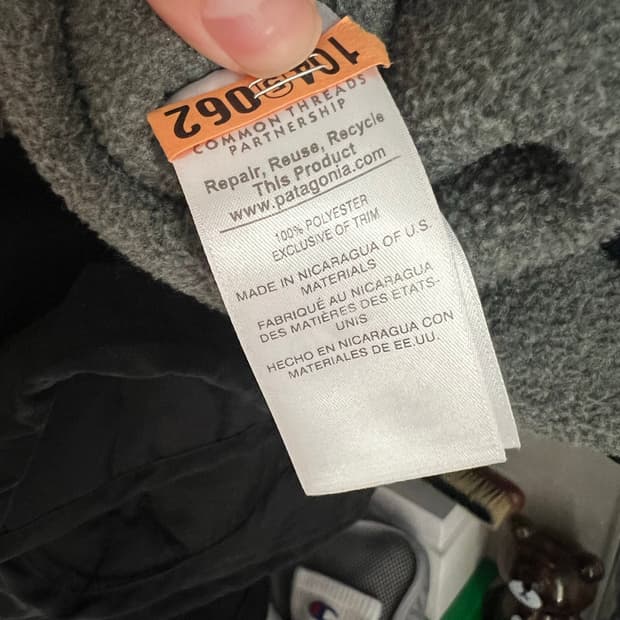 COMMON THREADS
PARTNERSHIP
Repair, Reuse, Recycle
This Product
www.patagonia.com
100% POLYESTER
EXCLUSIVE OF TRIM
MADE IN NICARAGUA OF U.S.
MATERIALS
FABRIQUÉ AU NICARAGUA
DES MATIÈRES DES ETATS-
UNIS
HECHO EN NICARAGUA CON
MATERIALES DE EE.UU.